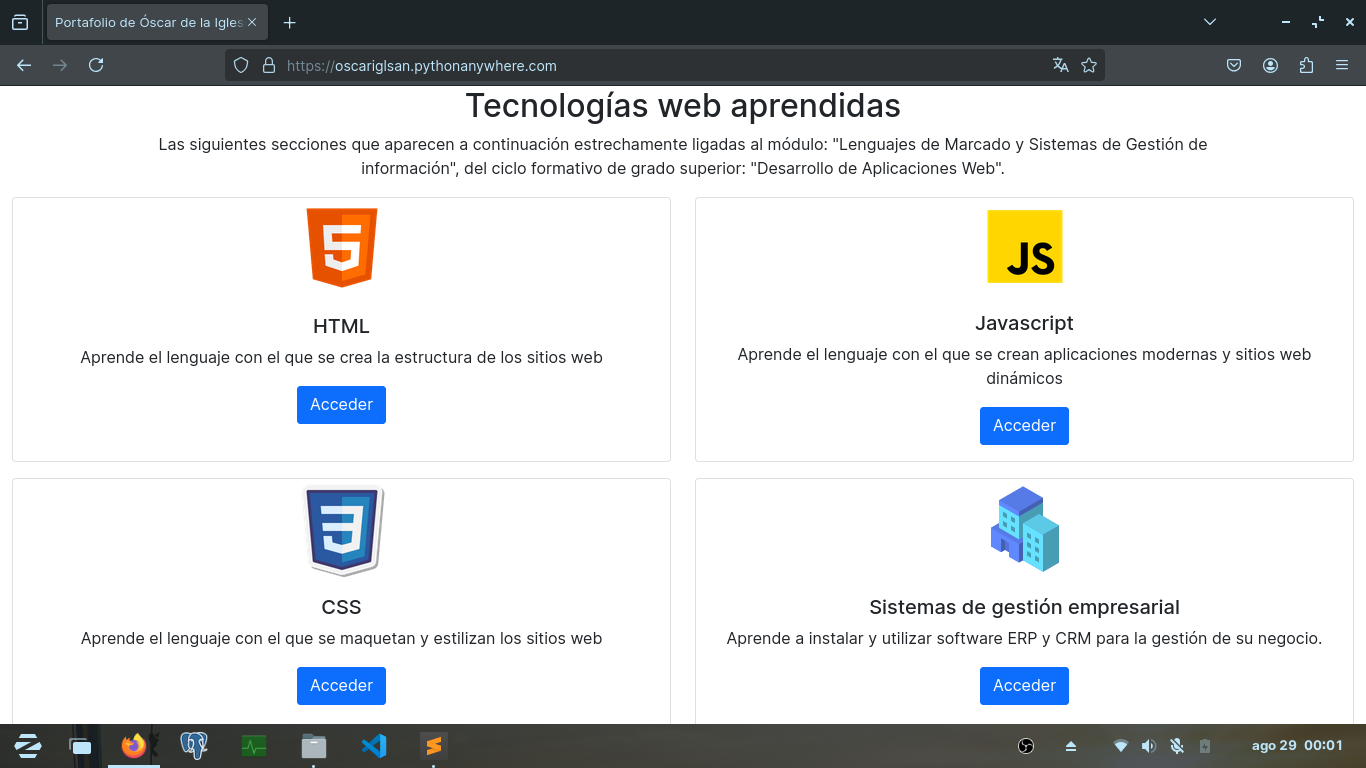 Portafolio de Óscar de la Igles
https://oscariglsan.pythonanywhere.com
Tecnologías web aprendidas
Las siguientes secciones que aparecen a continuación estrechamente ligadas al módulo: "Lenguajes de Marcado y Sistemas de Gestión de
información", del ciclo formativo de grado superior: "Desarrollo de Aplicaciones Web".
HTML
Aprende el lenguaje con el que se crea la estructura de los sitios web
Acceder
JS
Javascript
Aprende el lenguaje con el que se crean aplicaciones modernas y sitios web
dinámicos
Acceder
CSS
Aprende el lenguaje con el que se maquetan y estilizan los sitios web
Acceder
Sistemas de gestión empresarial
Aprende a instalar y utilizar software ERP y CRM para la gestión de su negocio.
Acceder
ago 29 00:01